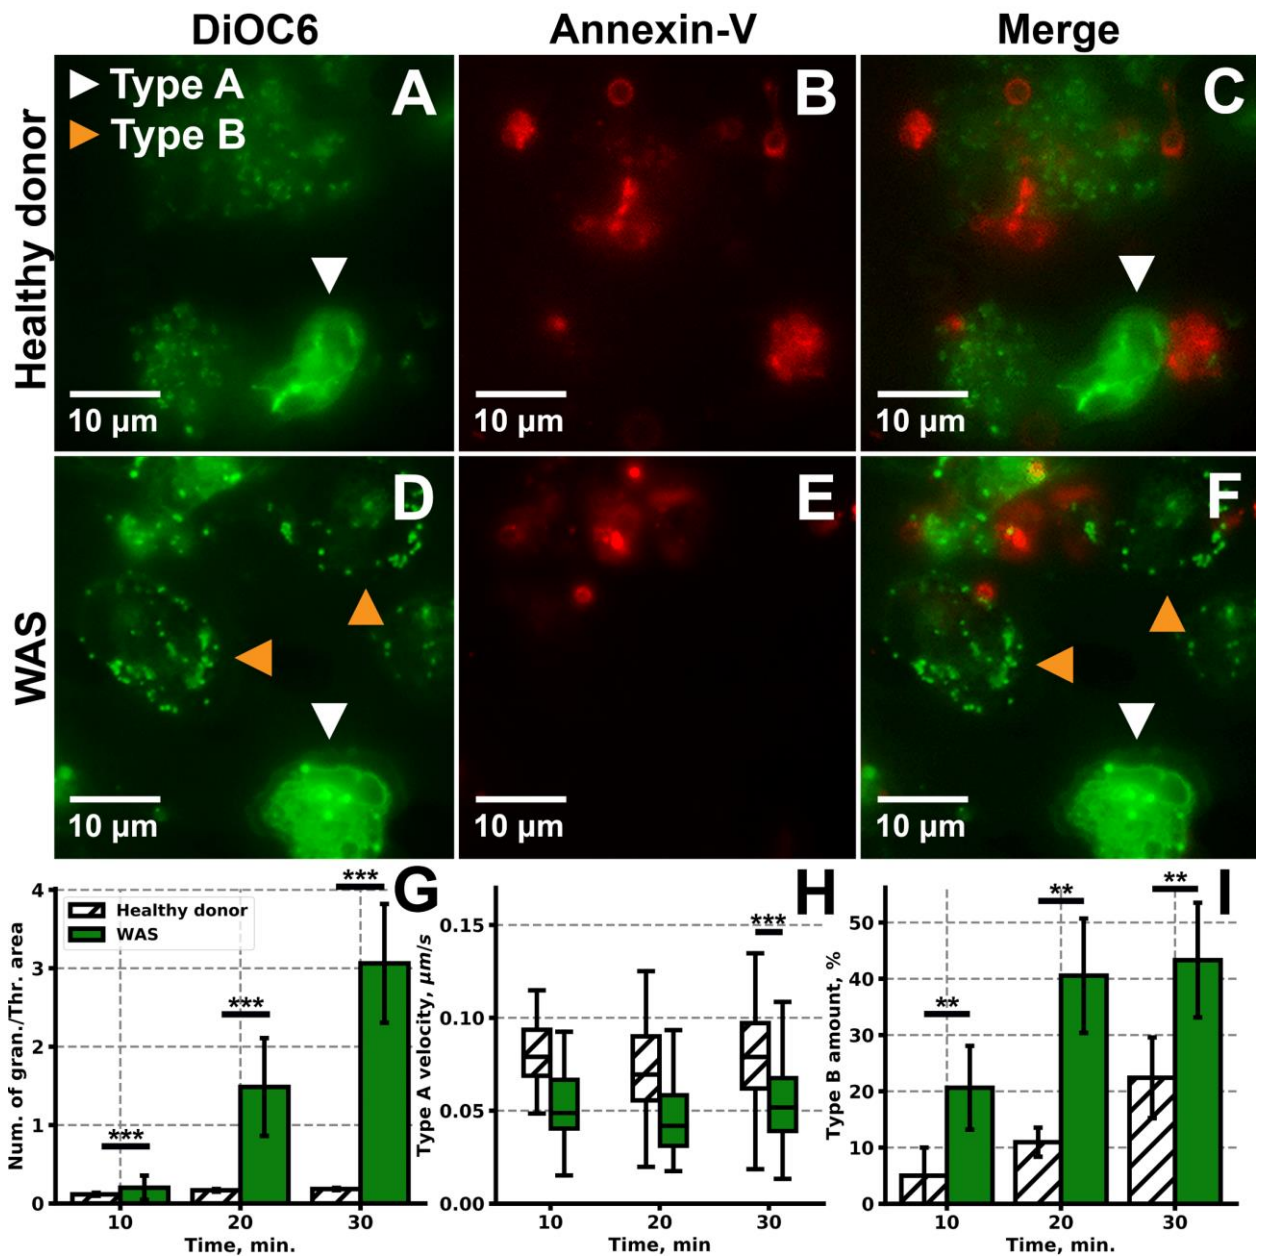 DiOC6 Annexin-V Merge
Healthy donor
Type A
Type B
A B C
10 µm 10 µm 10 µm
WAS
D E F
10 µm 10 µm 10 µm
G
***
***
***
Healthy donor
WAS
Num. of gran./Thr. area
4
3
2
1
0
10 20 30
Time, min.
H
***
Type A velocity, µm/s
0.15
0.10
0.05
0.00
10 20 30
Time, min
I
**
**
**
Type B amount, %
50
40
30
20
10
0
10 20 30
Time, min.